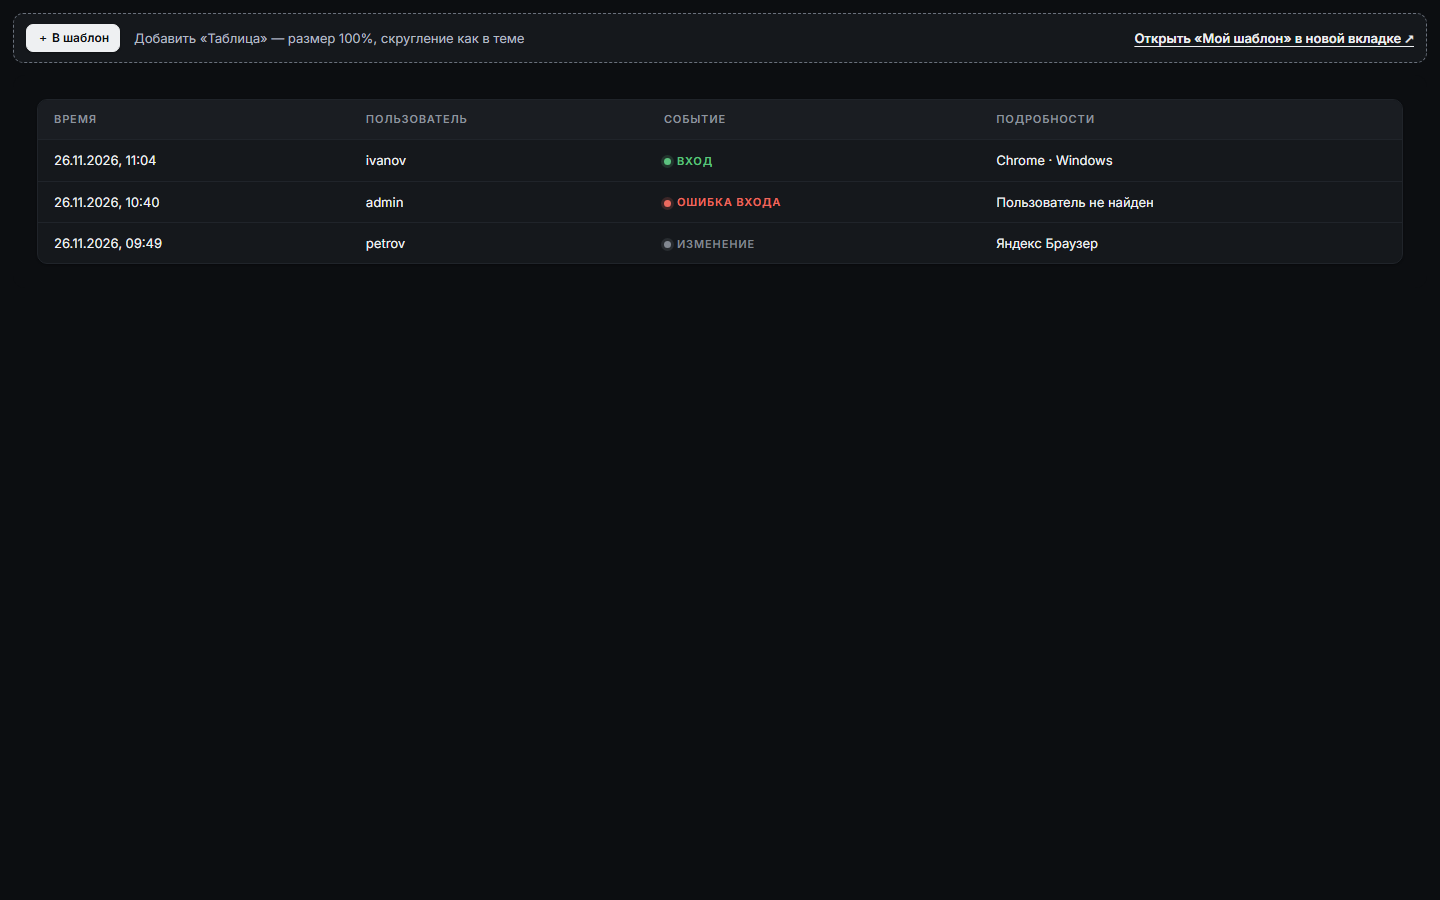 + В шаблон Добавить «Таблица» — размер 100%, скругление как в теме Открыть «Мой шаблон» в новой вкладке ↗
ВРЕМЯ ПОЛЬЗОВАТЕЛЬ СОБЫТИЕ ПОДРОБНОСТИ
26.11.2026, 11:04 ivanov ВХОД Chrome · Windows
26.11.2026, 10:40 admin ОШИБКА ВХОДА Пользователь не найден
26.11.2026, 09:49 petrov ИЗМЕНЕНИЕ Яндекс Браузер